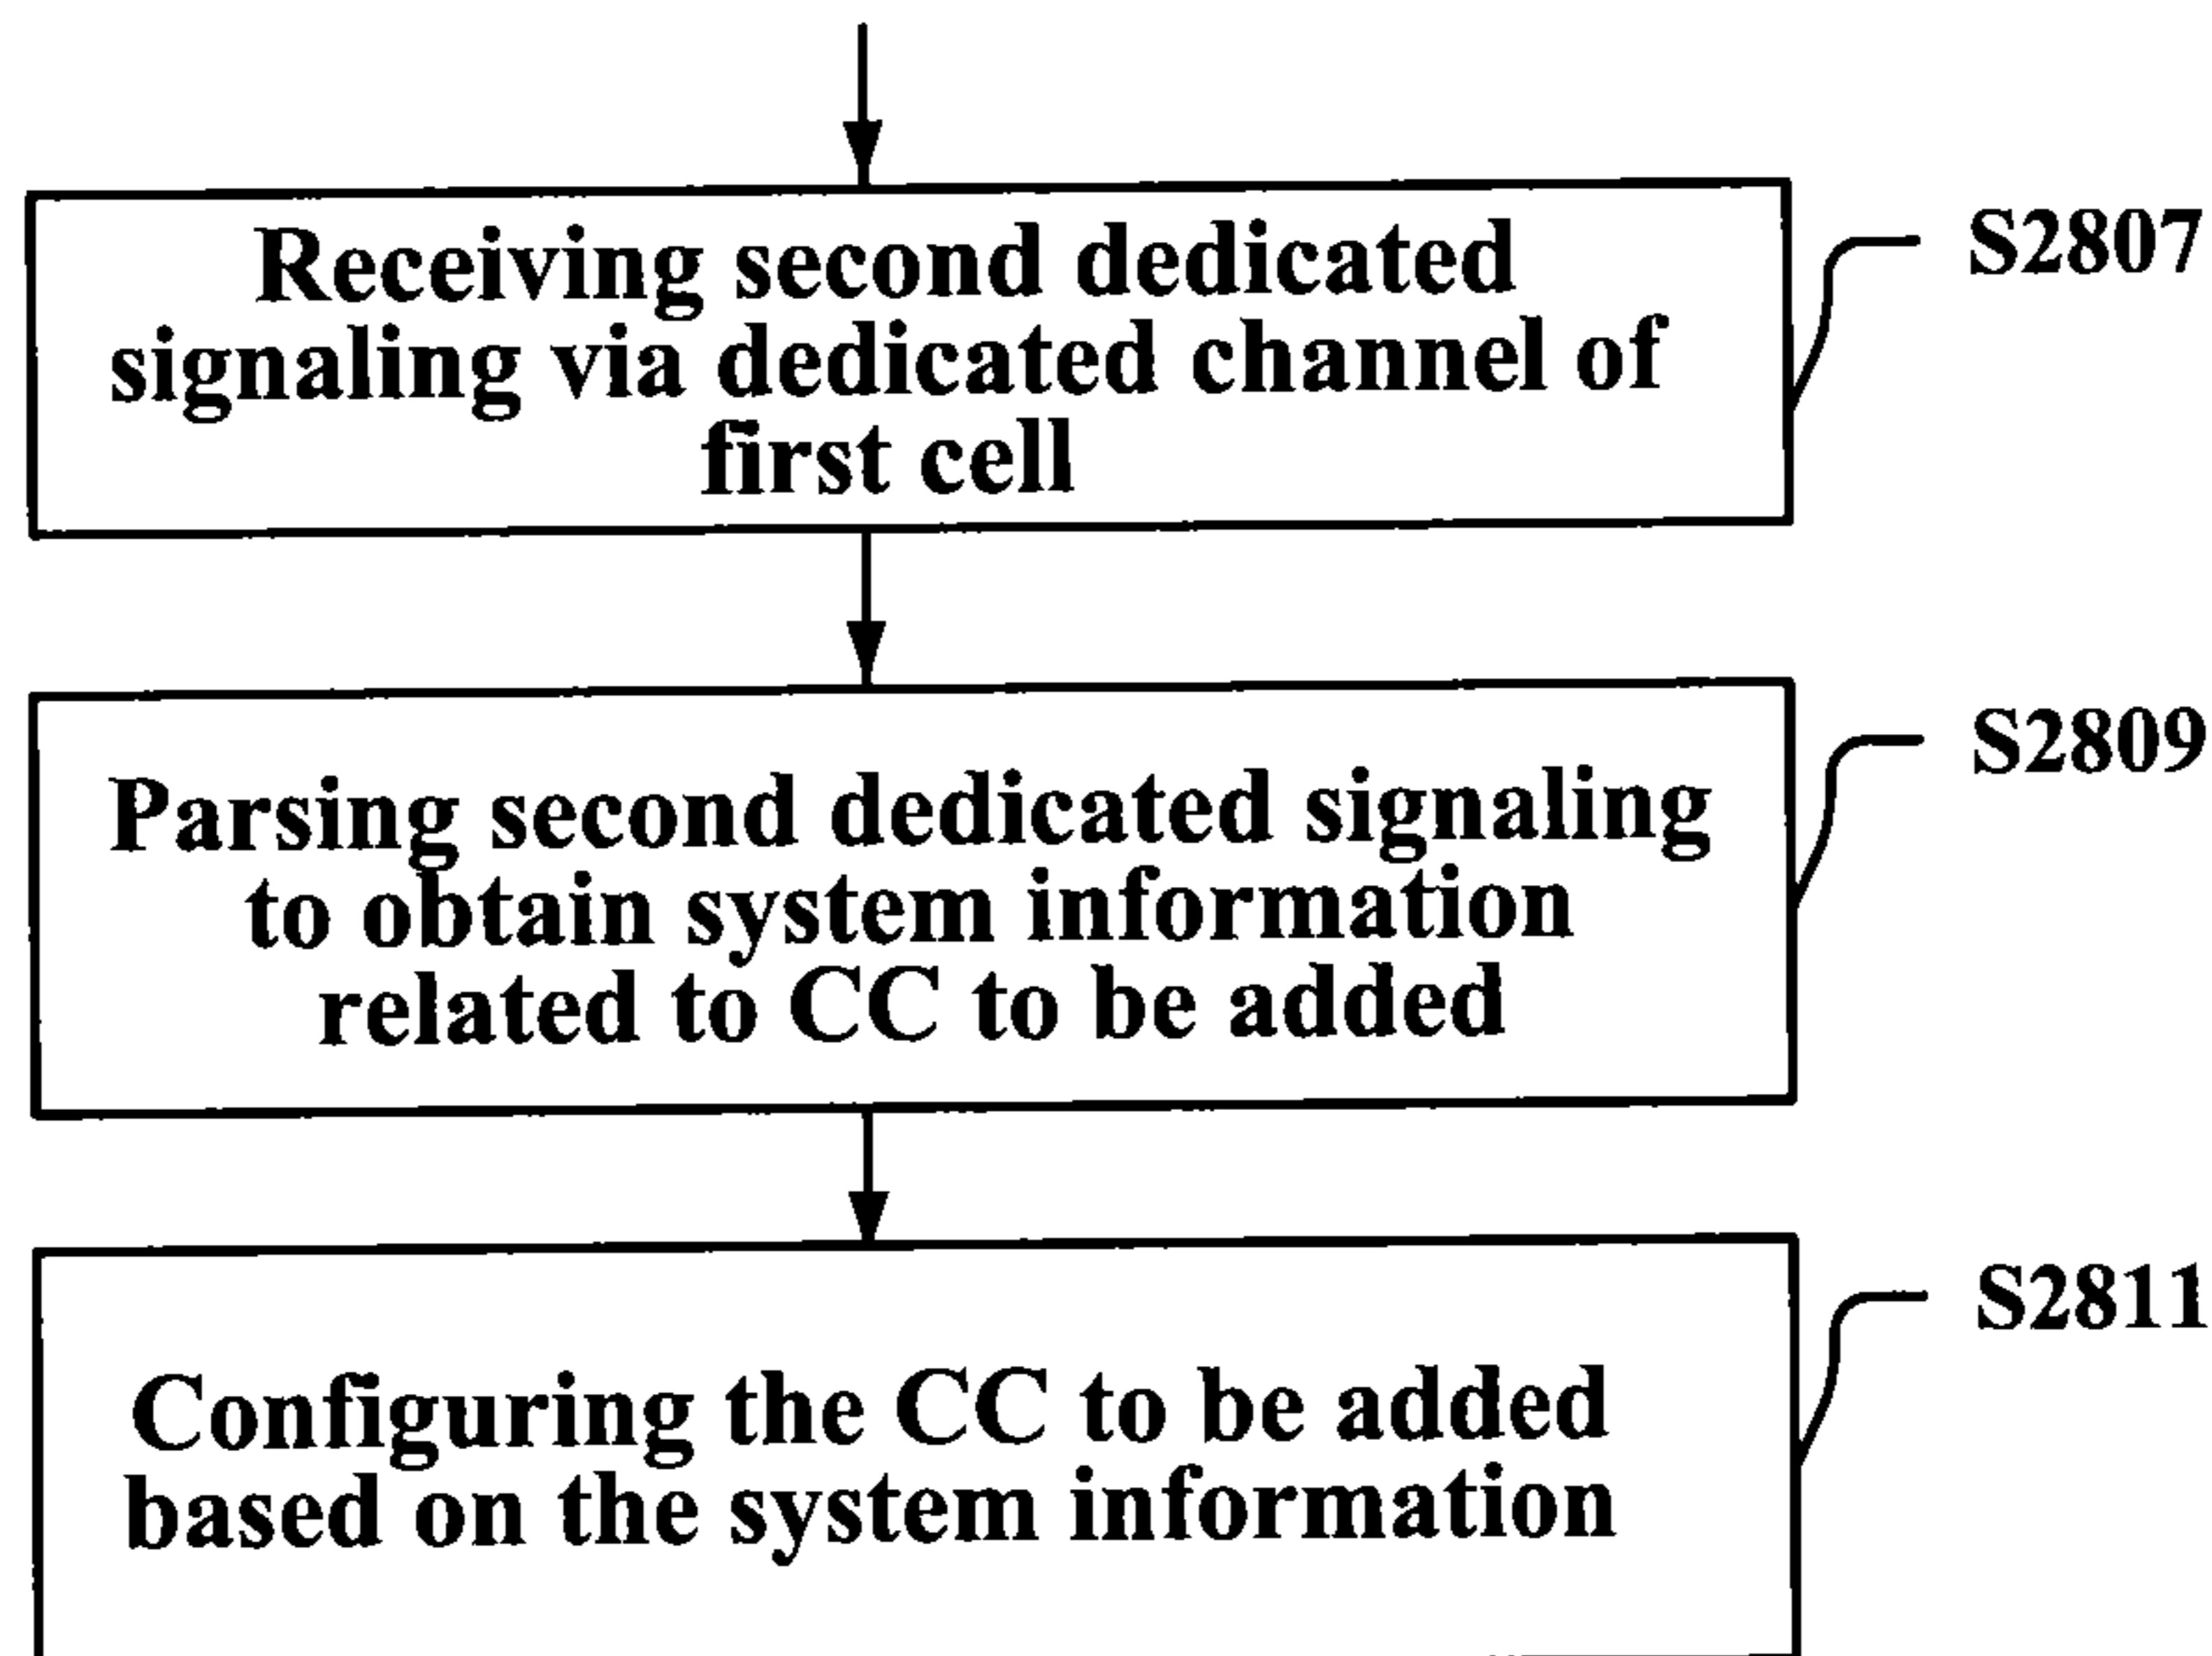 Receiving second dedicated
signaling via dedicated channel of
first cell
S2807
Parsing second dedicated signaling
to obtain system information
related to CC to be added
S2809
Configuring the CC to be added
based on the system information
S2811